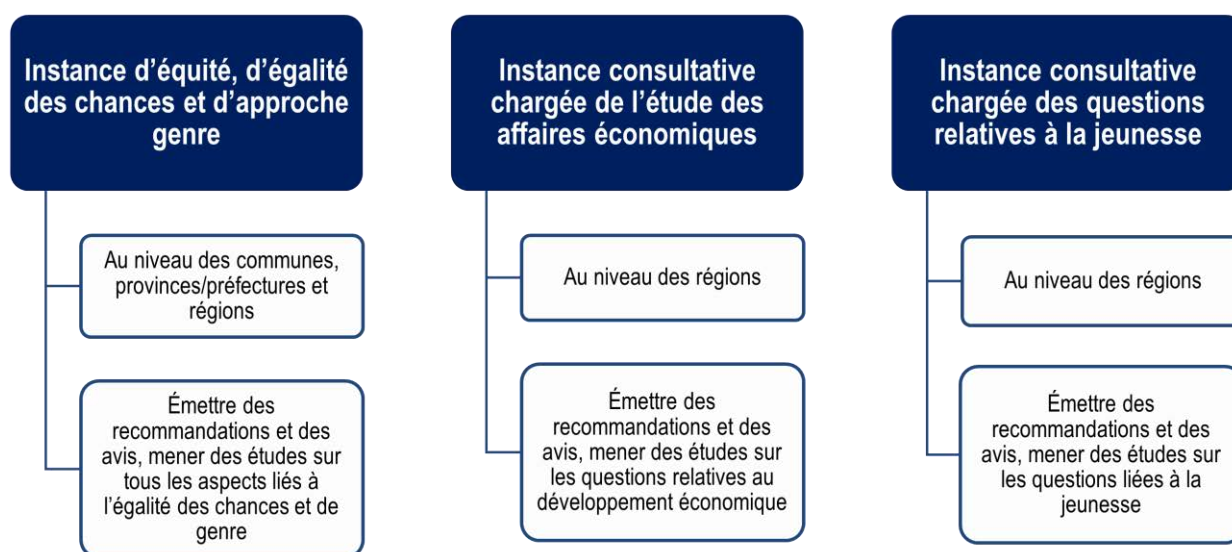 Instance d’équité, d’égalité
des chances et d’approche
genre
Au niveau des communes,
provinces/préfectures et
régions
Émettre des
recommandations et des
avis, mener des études sur
tous les aspects liés à
l’égalité des chances et de
genre
Instance consultative
chargée de l’étude des
affaires économiques
Au niveau des régions
Émettre des
recommandations et des
avis, mener des études sur
les questions relatives au
développement économique
Instance consultative
chargée des questions
relatives à la jeunesse
Au niveau des régions
Émettre des
recommandations et des
avis, mener des études sur
les questions liées à la
jeunesse